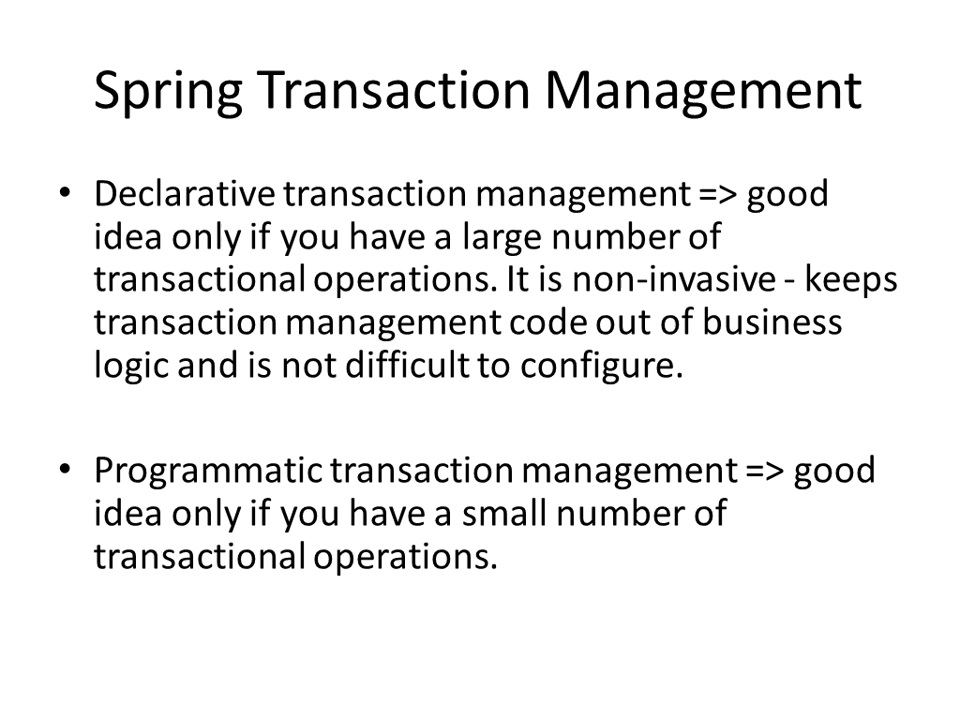 Spring Transaction Management
• Declarative transaction management => good
idea only if you have a large number of
transactional operations. It is non-invasive - keeps
transaction management code out of business
logic and is not difficult to configure.
• Programmatic transaction management => good
idea only if you have a small number of
transactional operations.